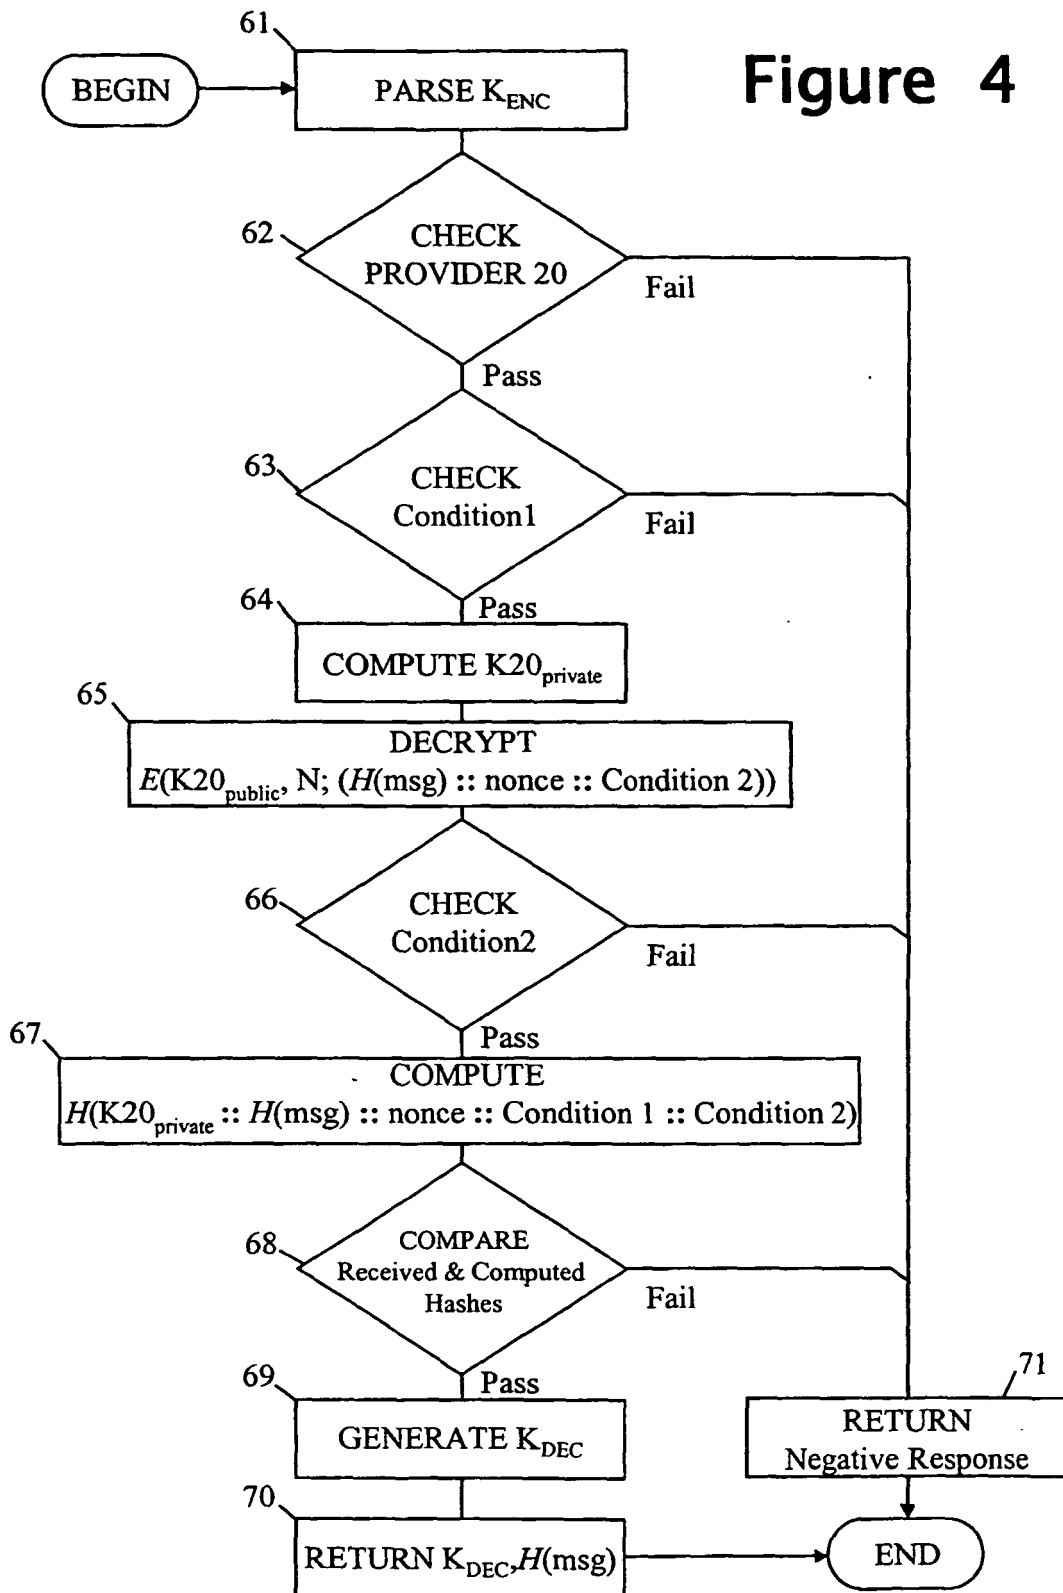 Figure 4
61
BEGIN
PARSE K_ENC
62
CHECK
PROVIDER 20
Fail
Pass
63
CHECK
Condition1
Fail
Pass
64
COMPUTE K20_private
65
DECRYPT
E(K20_public, N; (H(msg) :: nonce :: Condition 2))
66
CHECK
Condition2
Fail
Pass
67
COMPUTE
H(K20_private :: H(msg) :: nonce :: Condition 1 :: Condition 2)
68
COMPARE
Received & Computed
Hashes
Fail
Pass
69
GENERATE K_DEC
71
RETURN
Negative Response
70
RETURN K_DEC,H(msg)
END